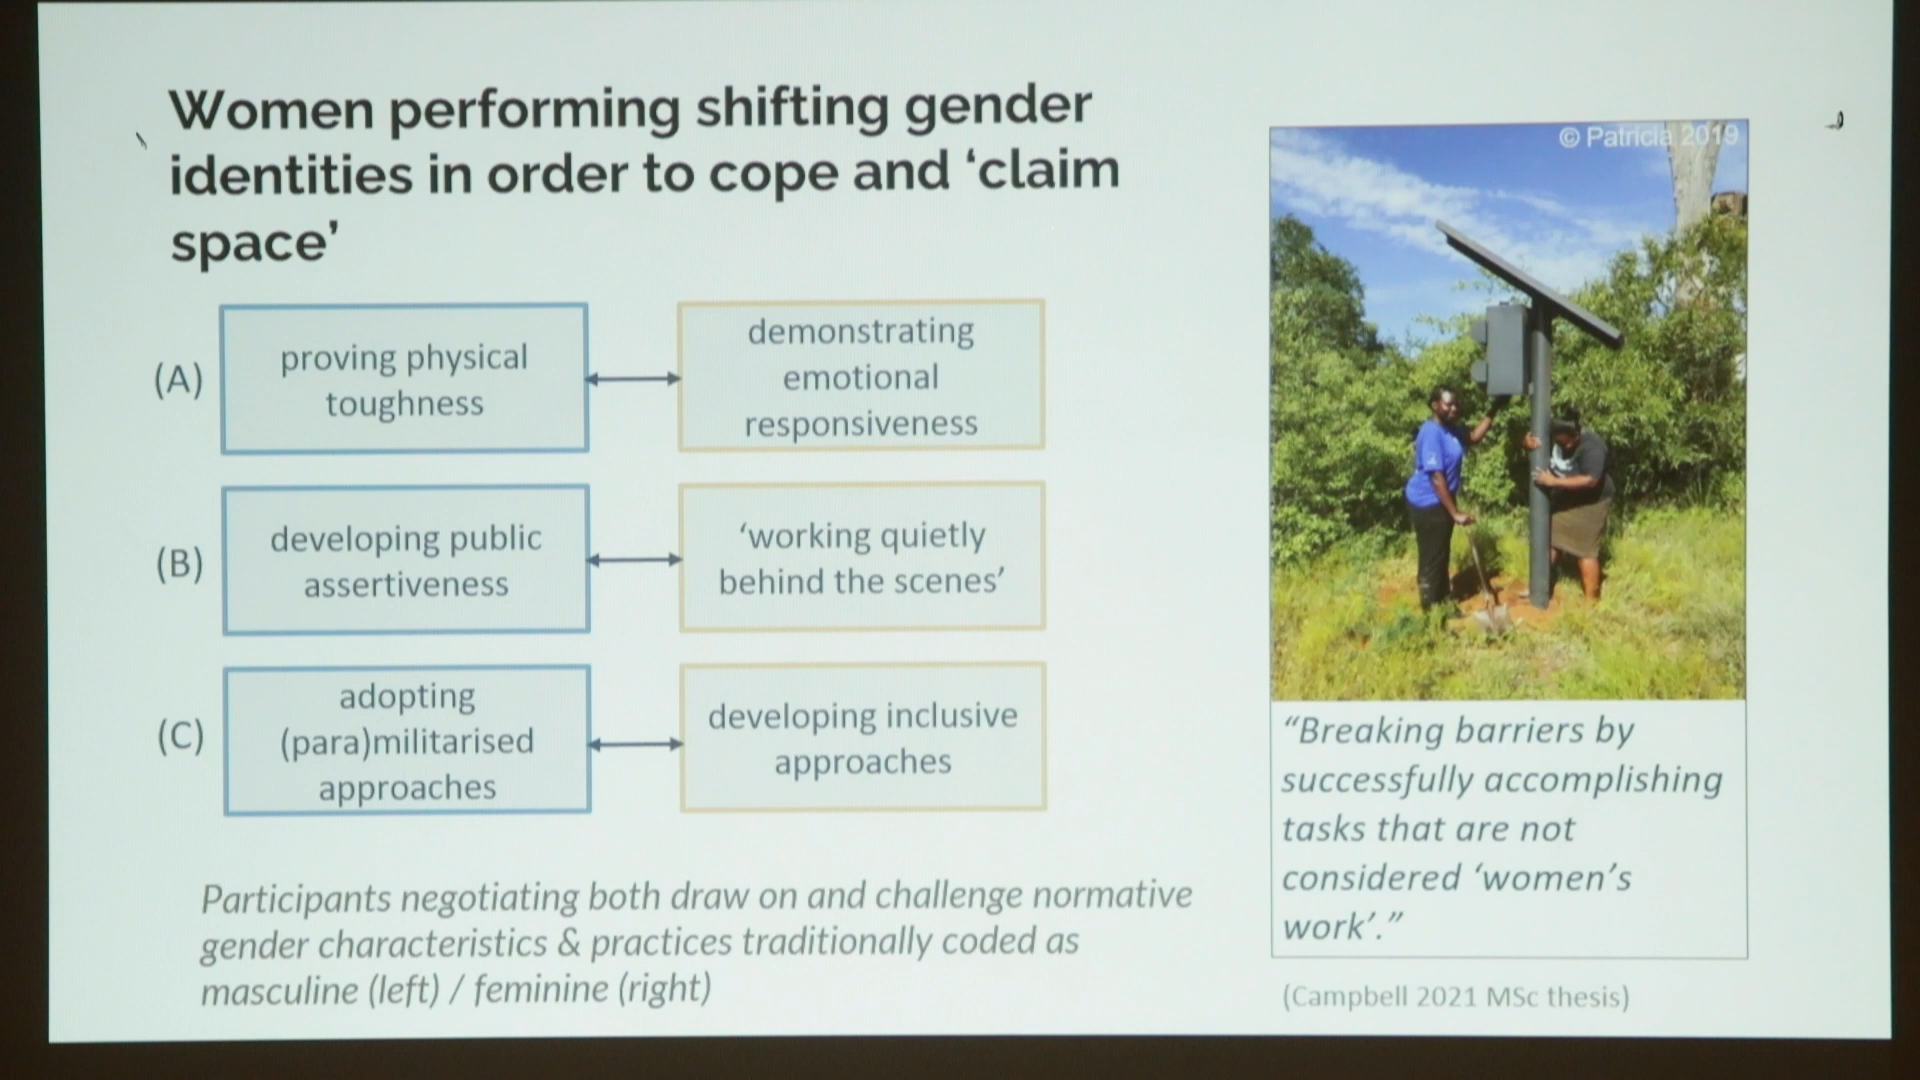 Women performing shifting gender
identities in order to cope and ‘claim
space’
(A)
proving physical
toughness
demonstrating
emotional
responsiveness
(B)
developing public
assertiveness
‘working quietly
behind the scenes’
(C)
adopting
(para)militarised
approaches
developing inclusive
approaches
Participants negotiating both draw on and challenge normative
gender characteristics & practices traditionally coded as
masculine (left) / feminine (right)
© Patricia 2019
“Breaking barriers by
successfully accomplishing
tasks that are not
considered ‘women’s
work’.”
(Campbell 2021 MSc thesis)